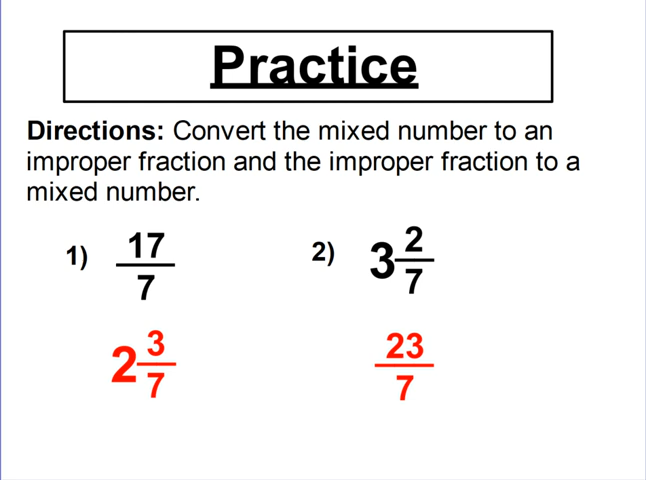 Practice
Directions: Convert the mixed number to an
improper fraction and the improper fraction to a
mixed number.
1) 17/7
2) 3 2/7
2 3/7
23/7